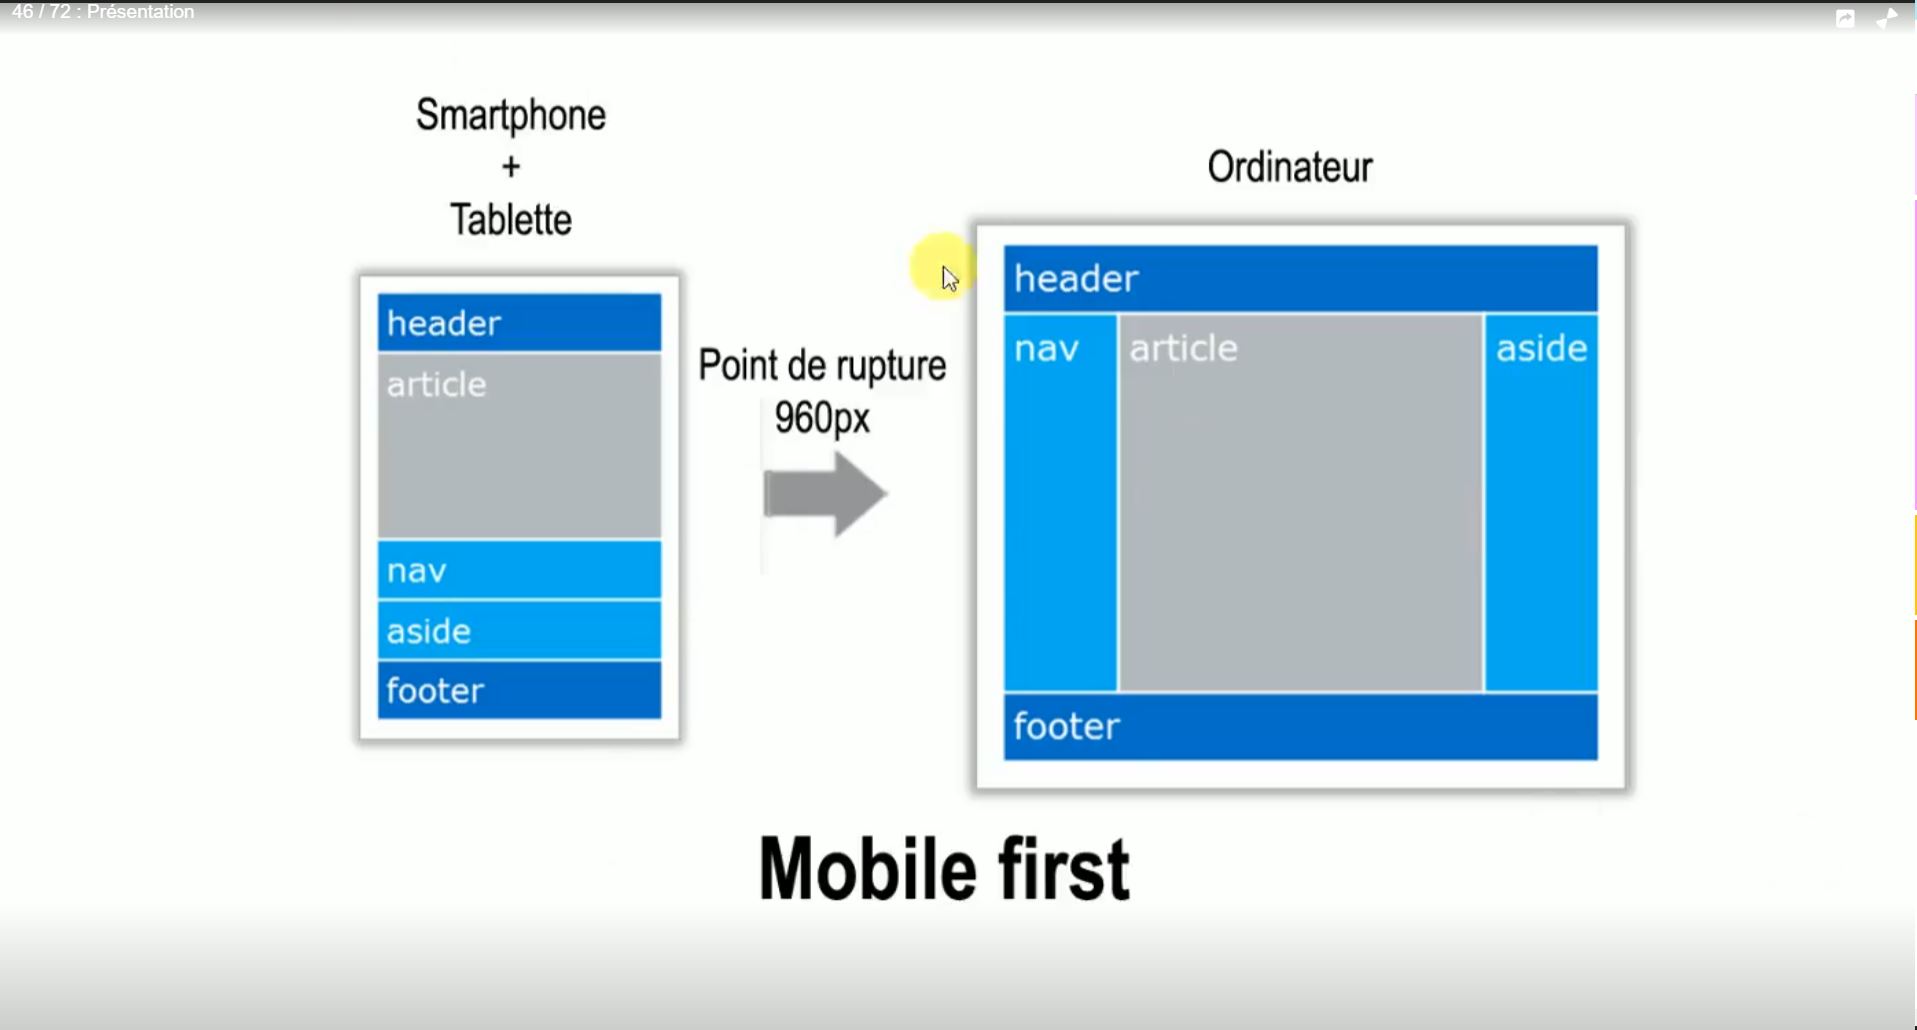 46 / 72 : Présentation
Smartphone
+
Tablette
header
article
nav
aside
footer
Point de rupture
960px
Ordinateur
header
nav
article
aside
footer
Mobile first